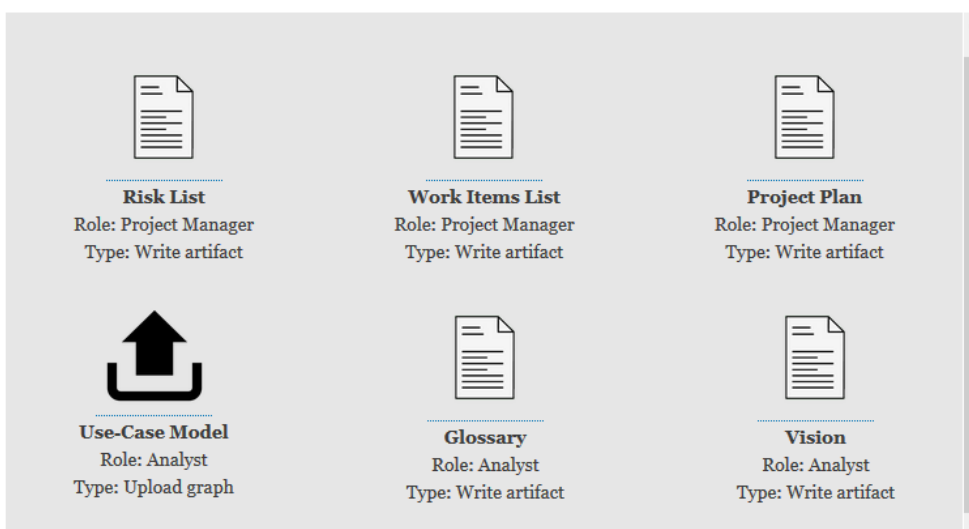 Risk List
Role: Project Manager
Type: Write artifact
Work Items List
Role: Project Manager
Type: Write artifact
Project Plan
Role: Project Manager
Type: Write artifact
Use-Case Model
Role: Analyst
Type: Upload graph
Glossary
Role: Analyst
Type: Write artifact
Vision
Role: Analyst
Type: Write artifact